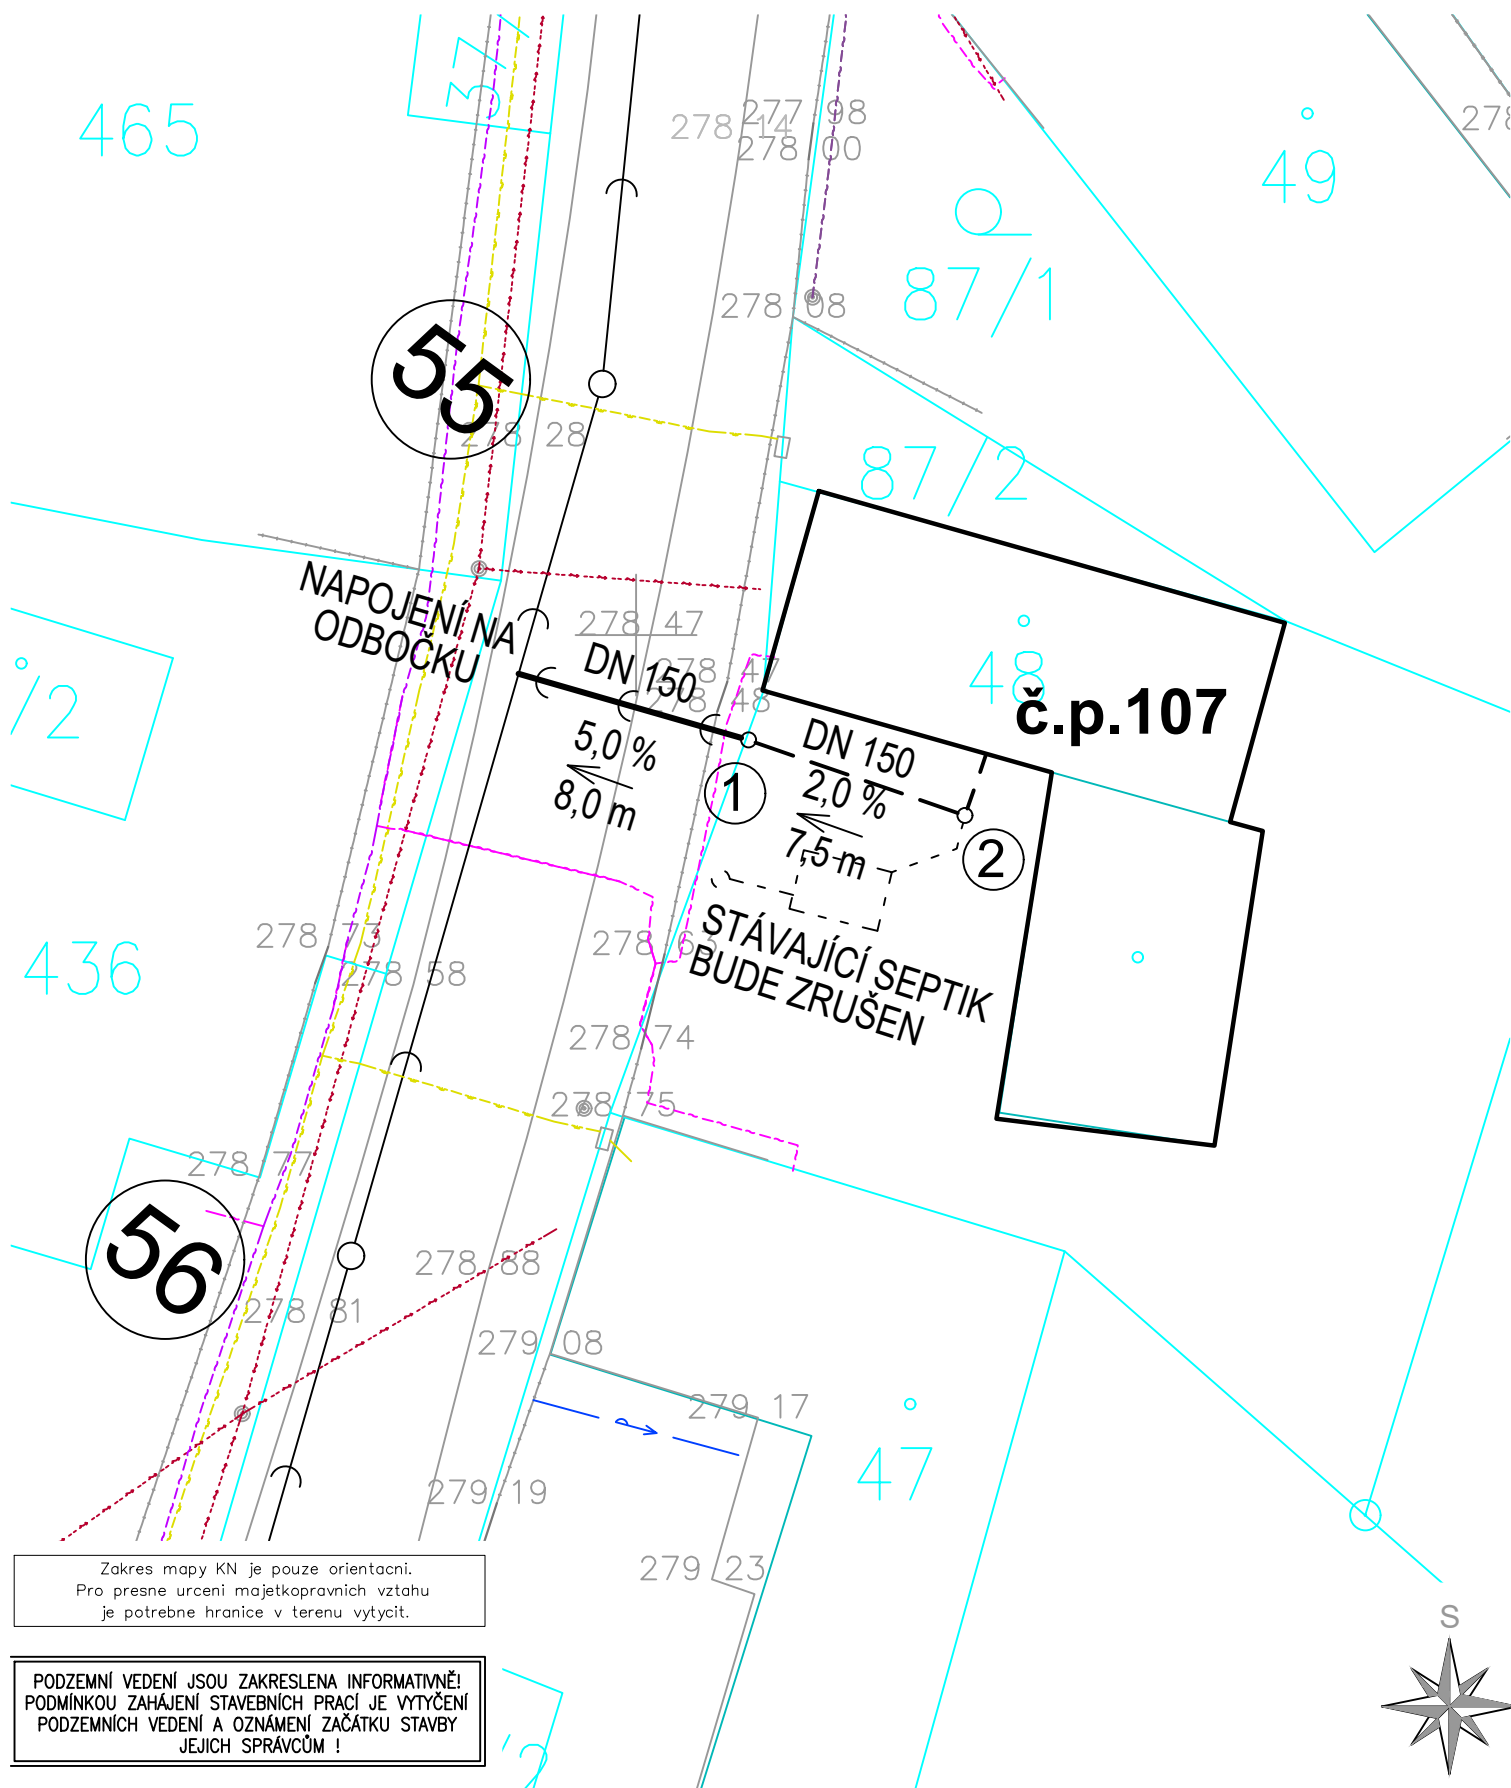 465
37
278 14
277 98
278 00
49
278
87/1
278 08
55
278 28
87/2
NAPOJENÍ NA
ODBOČKU
278 47
DN 150
278 47
278 48
48
č.p.107
/2
5,0 %
8,0 m
1
DN 150
2,0 %
7,5 m
2
STÁVAJÍCÍ SEPTIK
BUDE ZRUŠEN
278 73
278 58
278 63
436
278 74
278 75
278 77
56
278 88
278 81
279 08
279 17
47
279 19
279 23
Zakres mapy KN je pouze orientacni.
Pro presne urceni majetkopravnich vztahu
je potrebne hranice v terenu vytycit.
S
PODZEMNÍ VEDENÍ JSOU ZAKRESLENA INFORMATIVNĚ!
PODMÍNKOU ZAHÁJENÍ STAVEBNÍCH PRACÍ JE VYTYČENÍ
PODZEMNÍCH VEDENÍ A OZNÁMENÍ ZAČÁTKU STAVBY
JEJICH SPRÁVCŮM !
/2